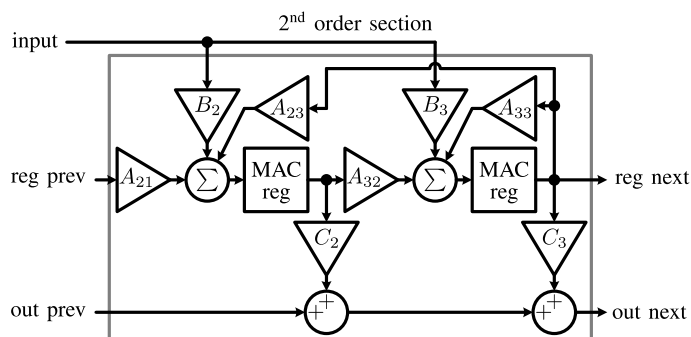 2nd order section
input
B2
A23
B3
A33
reg prev
A21
∑
MAC
reg
A32
∑
MAC
reg
reg next
C2
C3
out prev
+
+
+
+
out next